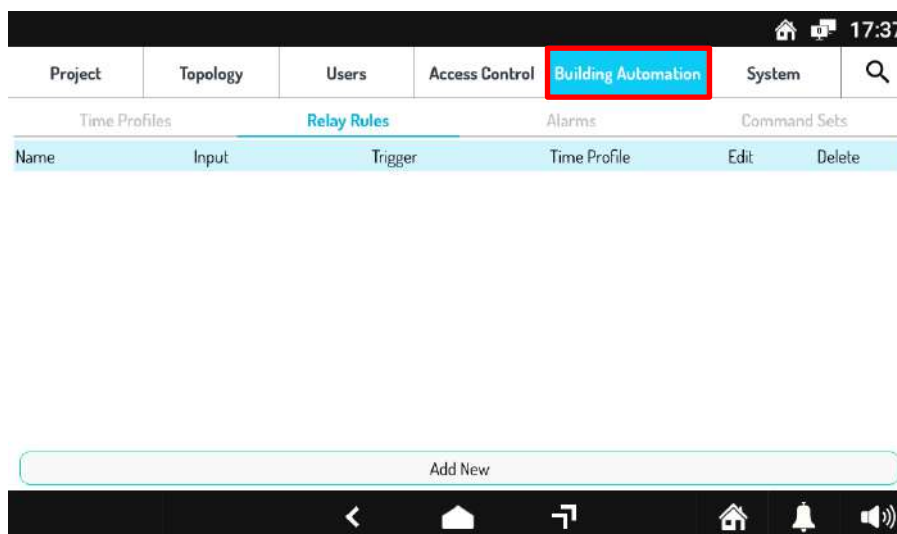 17:37
Project Topology Users Access Control Building Automation System
Time Profiles Relay Rules Alarms Command Sets
Name Input Trigger Time Profile Edit Delete
Add New